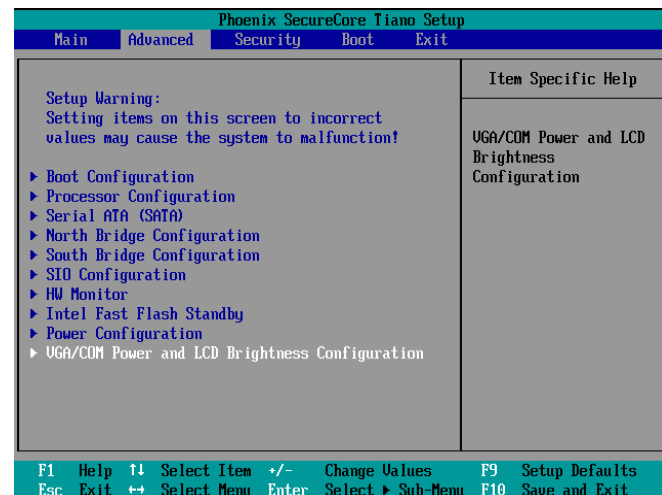 Phoenix SecureCore Tiano Setup
Main Advanced Security Boot Exit
Item Specific Help
Setup Warning:
Setting items on this screen to incorrect
values may cause the system to malfunction!
VGA/COM Power and LCD
Brightness
Configuration
▶ Boot Configuration
▶ Processor Configuration
▶ Serial ATA (SATA)
▶ North Bridge Configuration
▶ South Bridge Configuration
▶ SIO Configuration
▶ HW Monitor
▶ Intel Fast Flash Standby
▶ Power Configuration
▶ VGA/COM Power and LCD Brightness Configuration
F1 Help ↑↓ Select Item +/- Change Values F9 Setup Defaults
Esc Exit ↔ Select Menu Enter Select ▶ Sub-Menu F10 Save and Exit